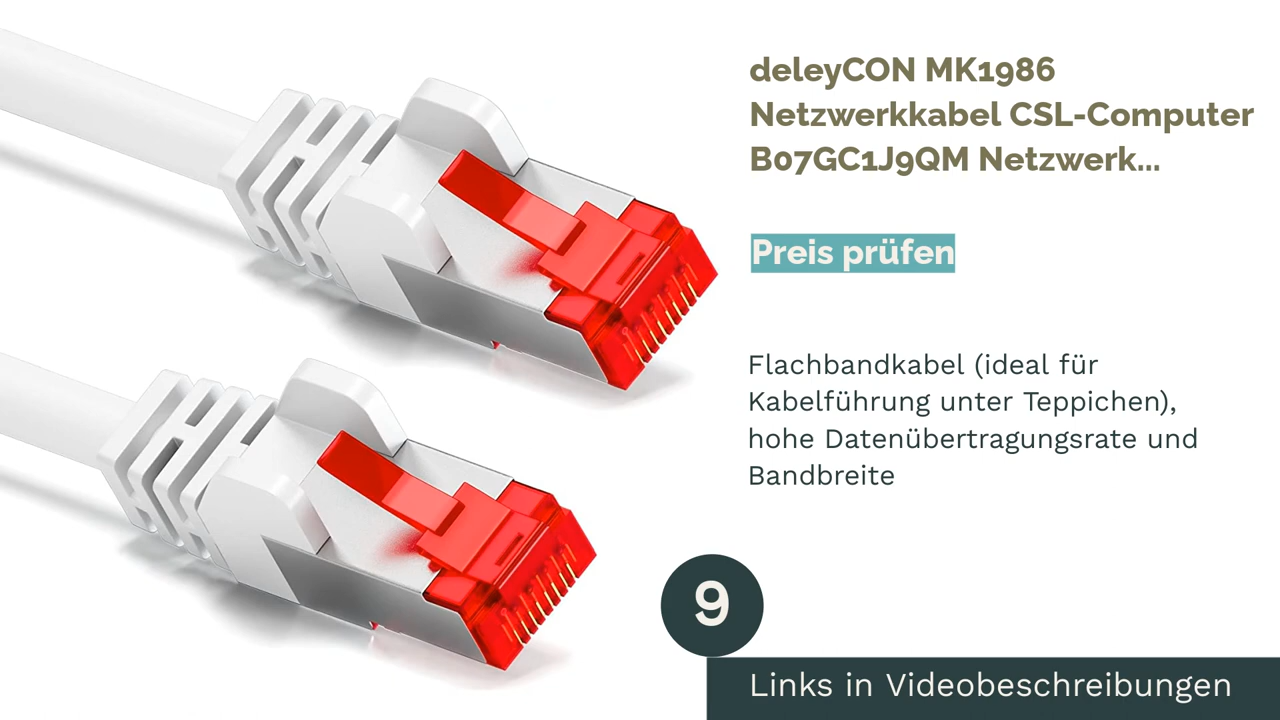 deleyCON MK1986
Netzwerkkabel CSL-Computer
B07GC1J9QM Netzwerk...
Preis prüfen
Flachbandkabel (ideal für
Kabelführung unter Teppichen),
hohe Datenübertragungsrate und
Bandbreite
9
Links in Videobeschreibungen